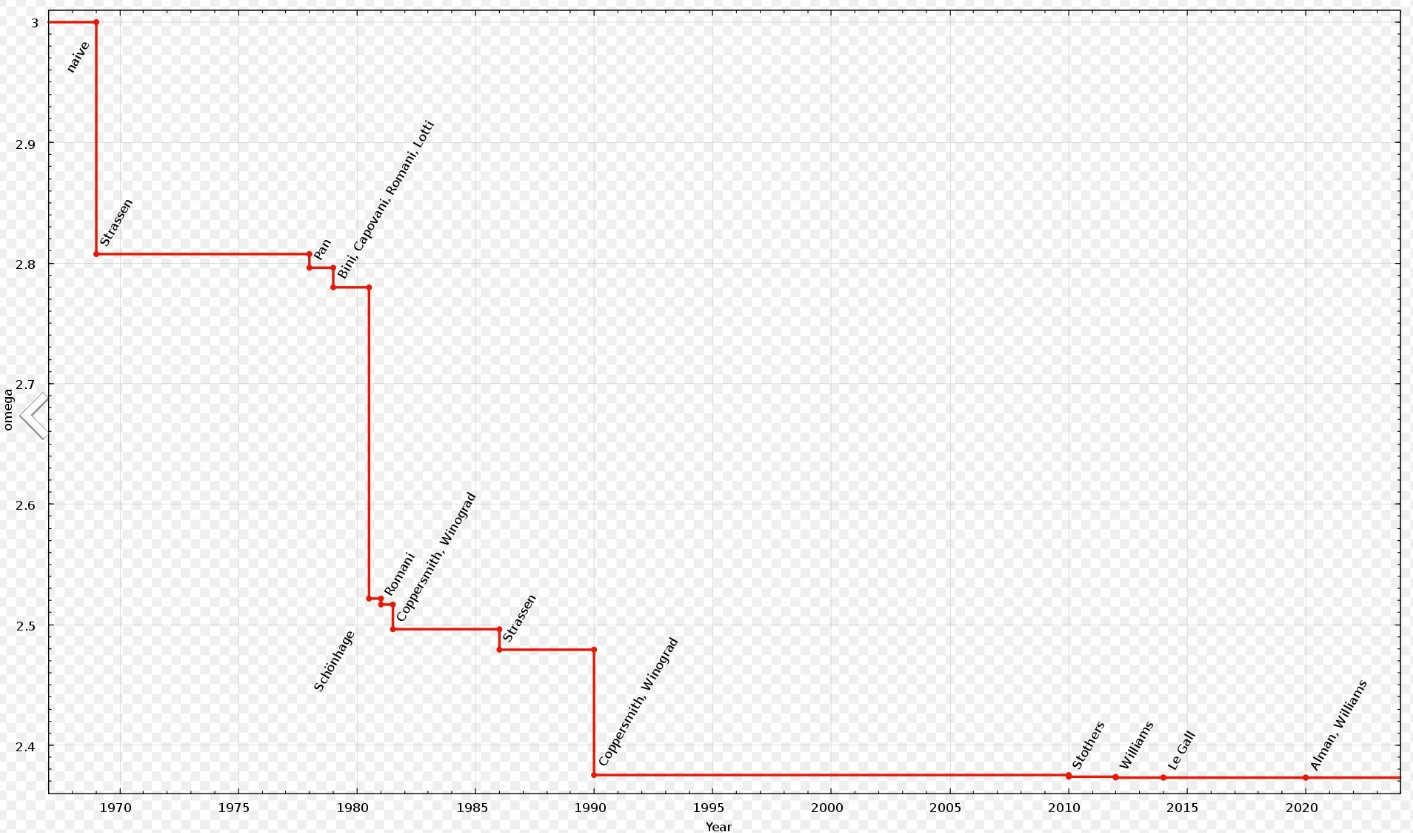 3
2.9
2.8
2.7
2.6
2.5
2.4
omega
naive
Strassen
Pan
Bini, Capovani, Romani, Lotti
Schönhage
Romani
Coppersmith, Winograd
Strassen
Coppersmith, Winograd
Stothers
Williams
Le Gall
Alman, Williams
1970 1975 1980 1985 1990 1995 2000 2005 2010 2015 2020
Year